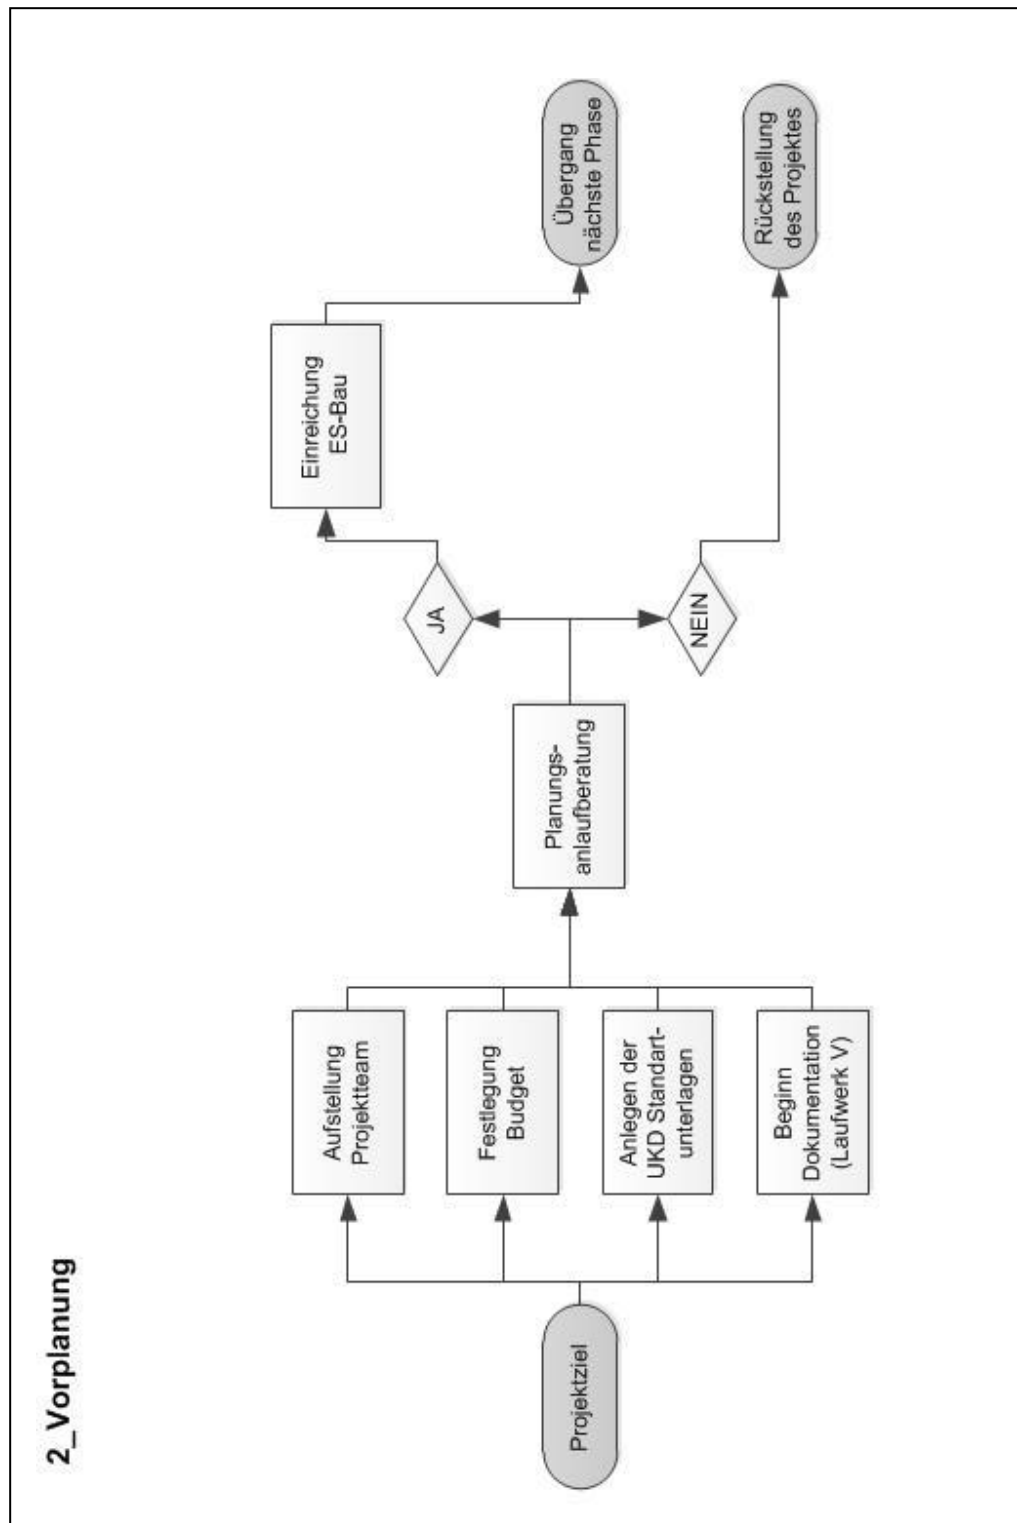 2_Vorplanung
Projektziel
Aufstellung
Projektteam
Festlegung
Budget
Anlegen der
UKD Standart-
unterlagen
Beginn
Dokumentation
(Laufwerk V)
Planungs-
anlaufberatung
JA
NEIN
Einreichung
ES-Bau
Übergang
nächste Phase
Rückstellung
des Projektes